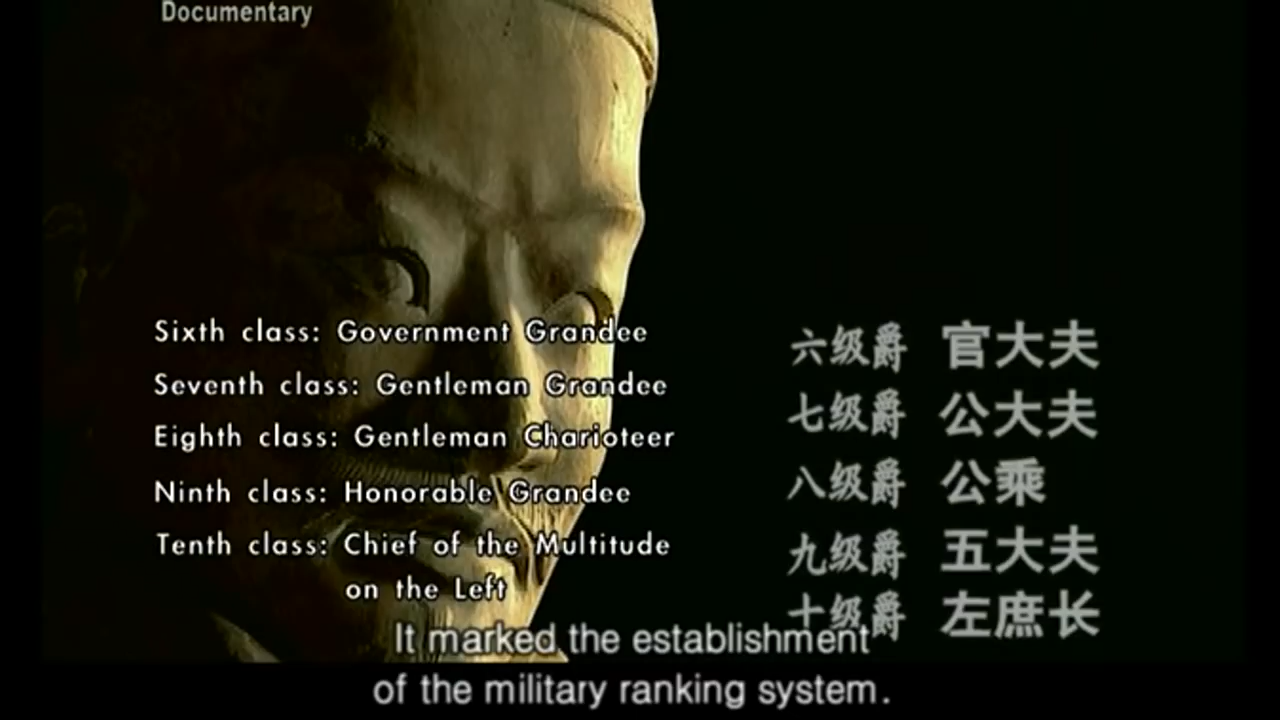 Documentary
Sixth class: Government Grandee
六级爵 官大夫
Seventh class: Gentleman Grandee
七级爵 公大夫
Eighth class: Gentleman Charioteer
八级爵 公乘
Ninth class: Honorable Grandee
九级爵 五大夫
Tenth class: Chief of the Multitude
on the Left
十级爵 左庶长
It marked the establishment
of the military ranking system.